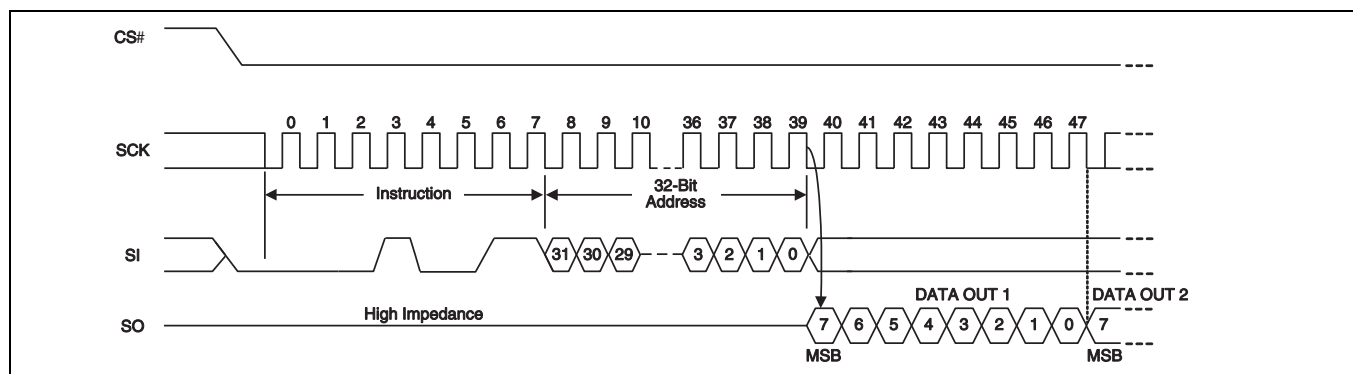 CS#
0 1 2 3 4 5 6 7 8 9 10 36 37 38 39 40 41 42 43 44 45 46 47
SCK
Instruction
32-Bit
Address
SI
31 30 29 3 2 1 0
DATA OUT 1 DATA OUT 2
High Impedance
SO
7 6 5 4 3 2 1 0 7
MSB MSB